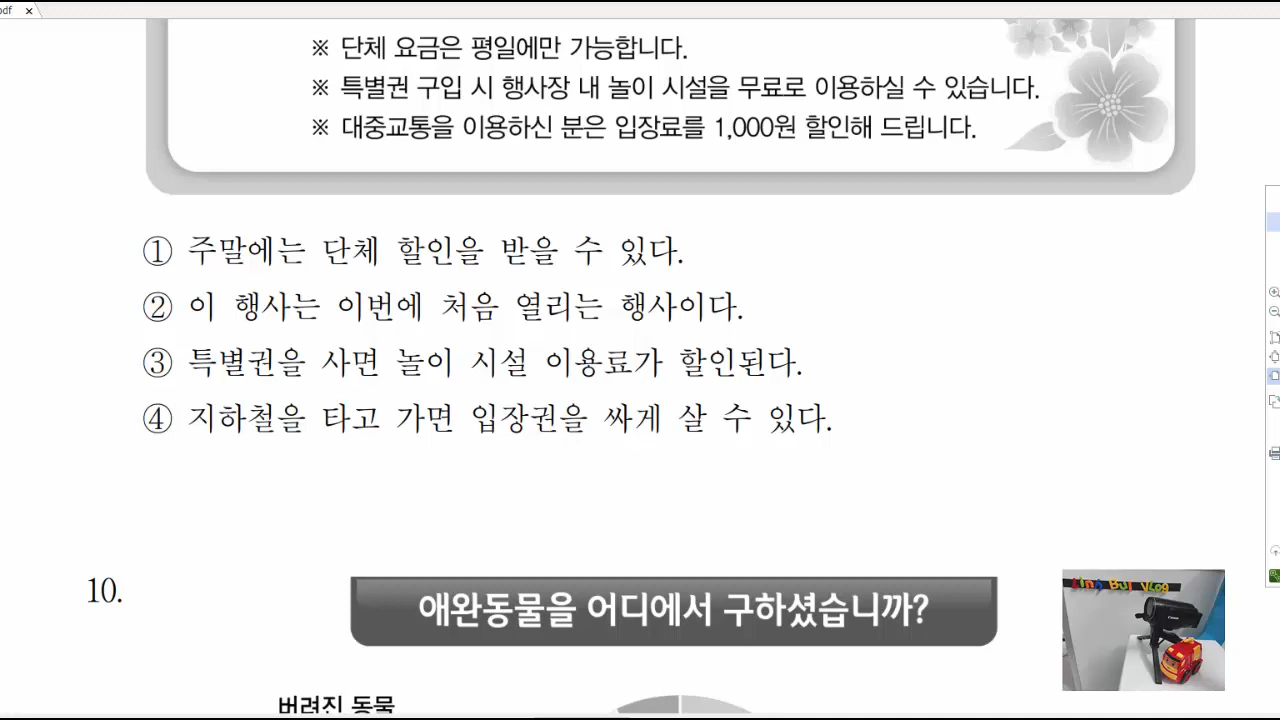 pdf
※ 단체 요금은 평일에만 가능합니다.
※ 특별권 구입 시 행사장 내 놀이 시설을 무료로 이용하실 수 있습니다.
※ 대중교통을 이용하신 분은 입장료를 1,000원 할인해 드립니다.
① 주말에는 단체 할인을 받을 수 있다.
② 이 행사는 이번에 처음 열리는 행사이다.
③ 특별권을 사면 놀이 시설 이용료가 할인된다.
④ 지하철을 타고 가면 입장권을 싸게 살 수 있다.
10.
애완동물을 어디에서 구하셨습니까?
버려진 동물
Vlog
Canon